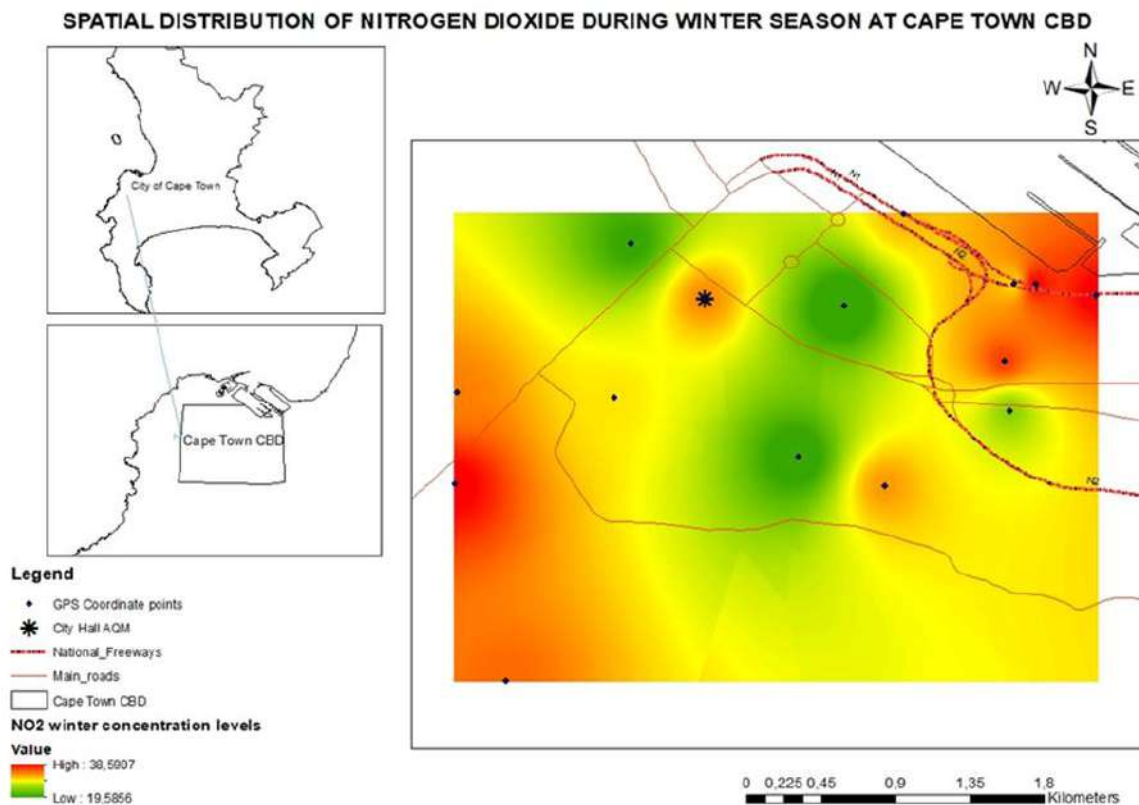 SPATIAL DISTRIBUTION OF NITROGEN DIOXIDE DURING WINTER SEASON AT CAPE TOWN CBD
N
W E
S
City of Cape Town
Cape Town CBD
N1
N2
Legend
GPS Coordinate points
City Hall AQM
National_Freeways
Main_roads
Cape Town CBD
NO2 winter concentration levels
Value
High : 38,5907
Low : 19,5856
0 0,225 0,45 0,9 1,35 1,8
Kilometers